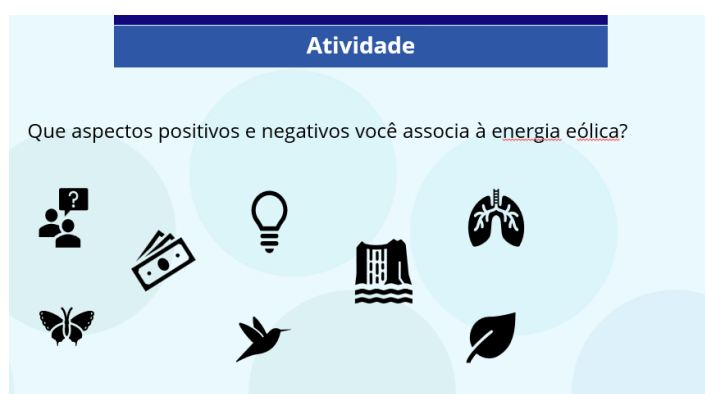 Atividade
Que aspectos positivos e negativos você associa à energia eólica?
?